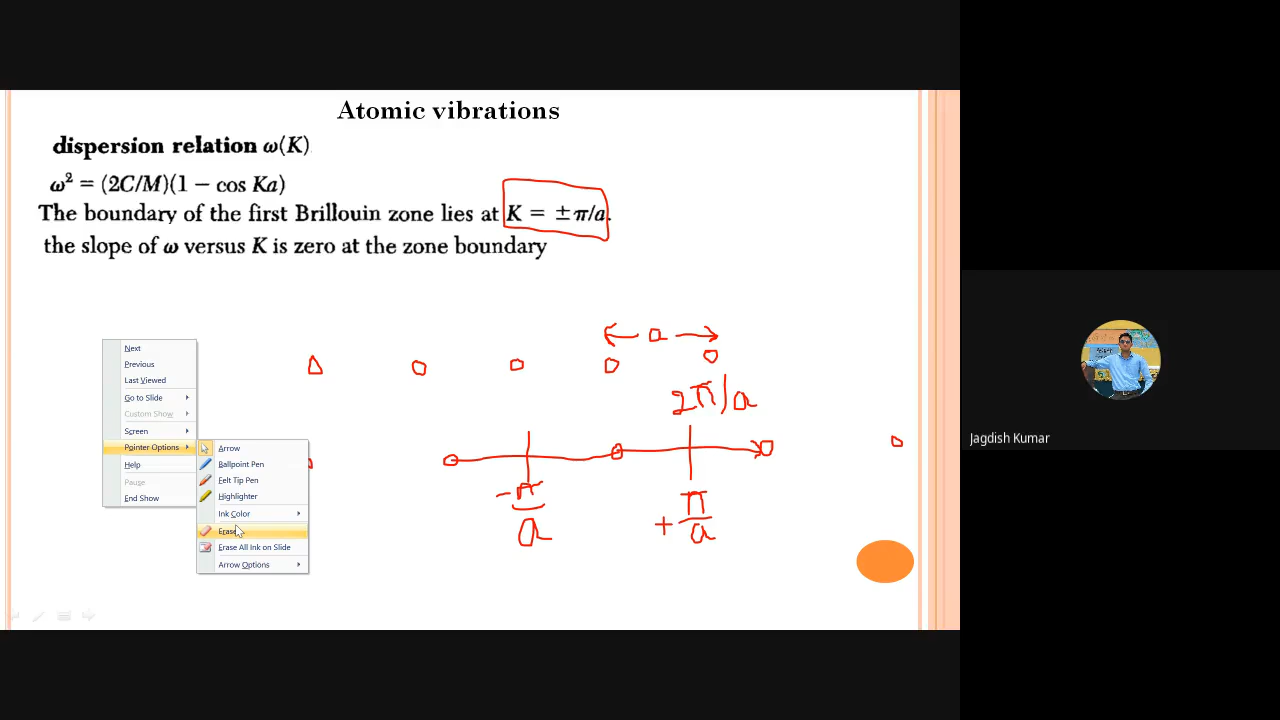 Atomic vibrations
dispersion relation ω(K)
ω² = (2C/M)(1 − cos Ka)
The boundary of the first Brillouin zone lies at K = ±π/a.
the slope of ω versus K is zero at the zone boundary
a
2π/a
-π/a
+π/a
Next
Previous
Last Viewed
Go to Slide
Custom Show
Screen
Pointer Options
Help
Pause
End Show
Arrow
Ballpoint Pen
Felt Tip Pen
Highlighter
Ink Color
Erase
Erase All Ink on Slide
Arrow Options
Jagdish Kumar